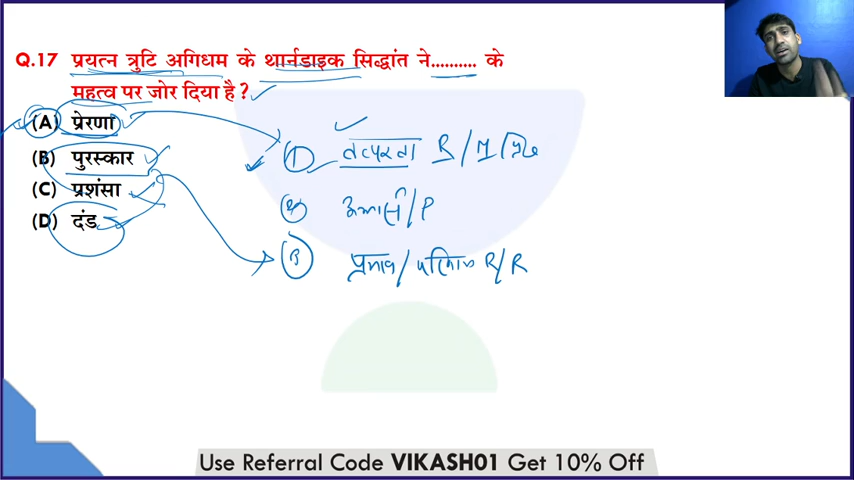 Q.17 प्रयत्न त्रुटि अगिधम के थार्नडाइक सिद्धांत ने.......... के
महत्व पर जोर दिया है ?
(A) प्रेरणा
(B) पुरस्कार
(C) प्रशंसा
(D) दंड
तत्परता R /
अभ्यास / P
प्रभाव / परिणाम R/R
Use Referral Code VIKASH01 Get 10% Off